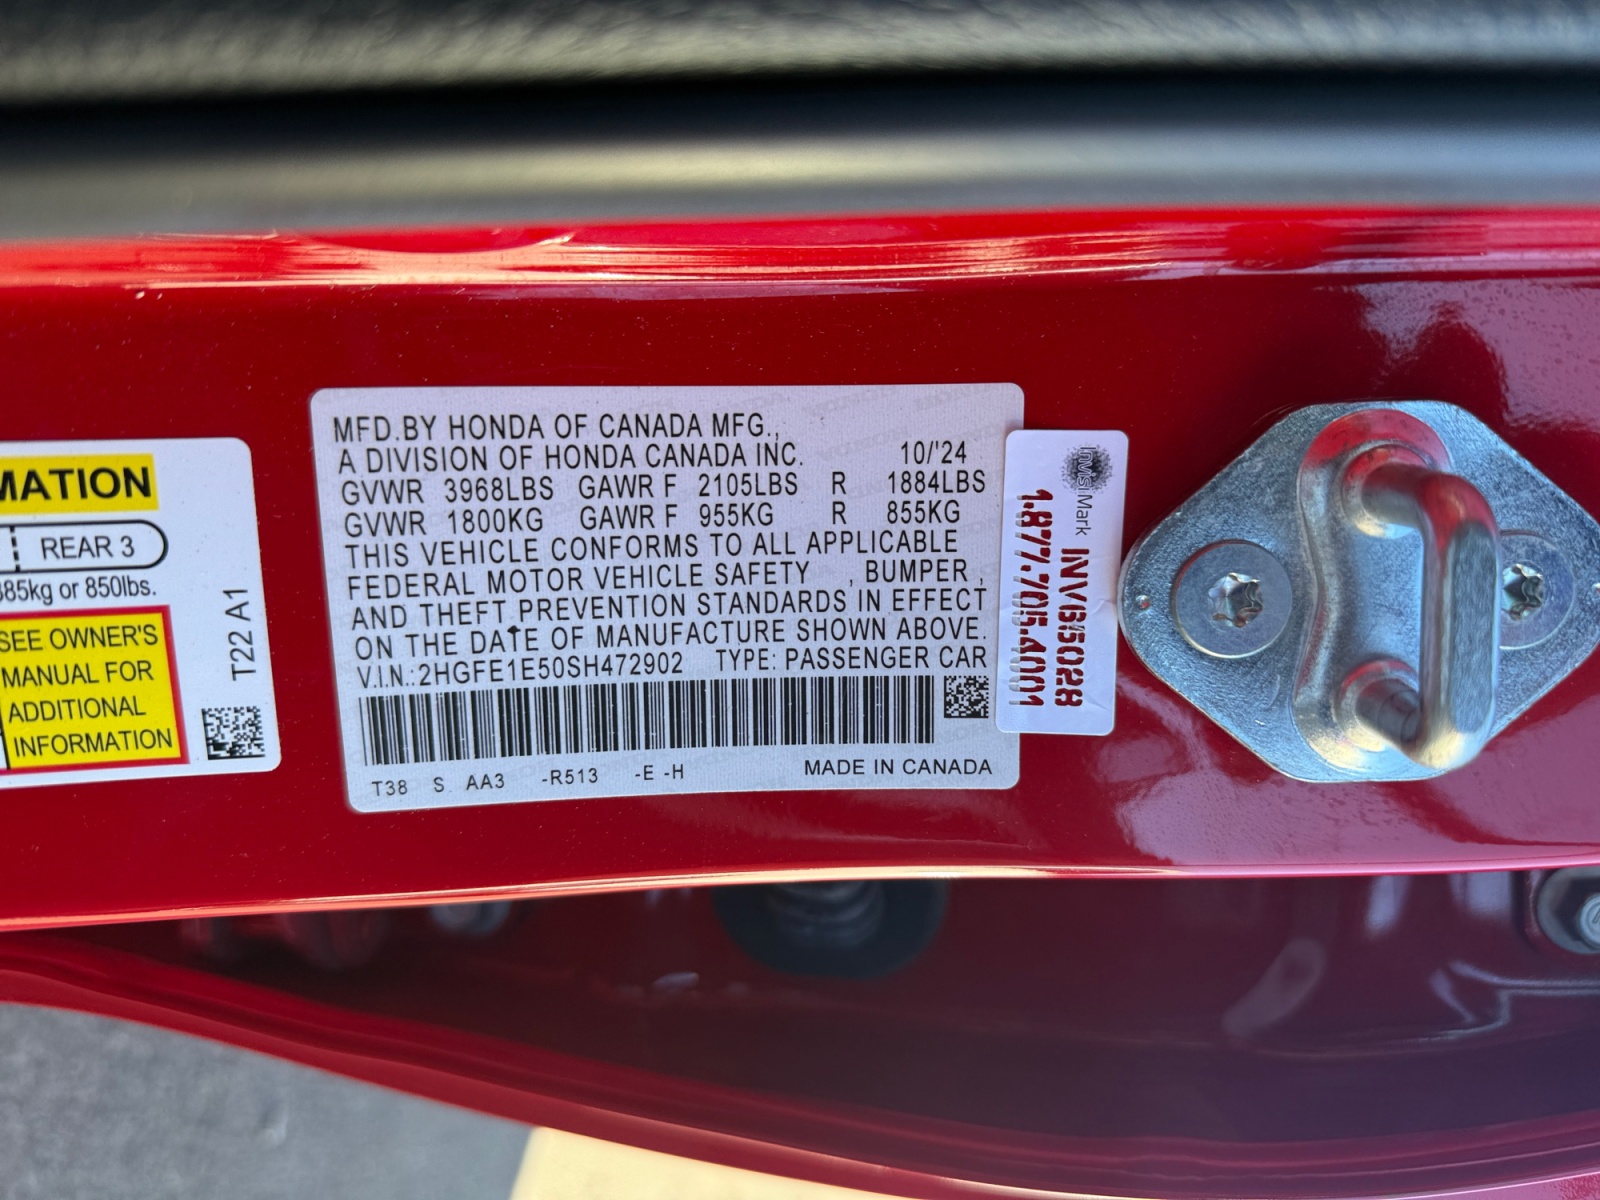 MATION
REAR 3
385kg or 850lbs.
SEE OWNER'S
MANUAL FOR
ADDITIONAL
INFORMATION
T22 A1
MFD.BY HONDA OF CANADA MFG.,
A DIVISION OF HONDA CANADA INC. 10/'24
GVWR 3968LBS GAWR F 2105LBS R 1884LBS
GVWR 1800KG GAWR F 955KG R 855KG
THIS VEHICLE CONFORMS TO ALL APPLICABLE
FEDERAL MOTOR VEHICLE SAFETY , BUMPER ,
AND THEFT PREVENTION STANDARDS IN EFFECT
ON THE DATE OF MANUFACTURE SHOWN ABOVE.
V.I.N.:2HGFE1E50SH472902 TYPE: PASSENGER CAR
T38 S AA3 -R513 -E -H MADE IN CANADA
InVisiMark
INV65028
1.877.705.4001